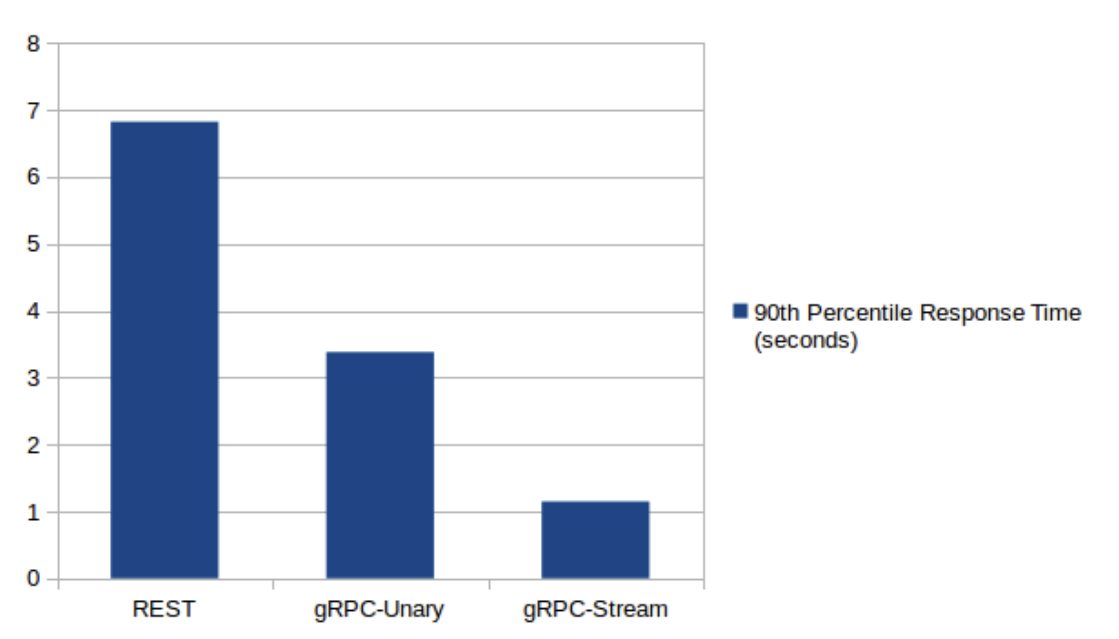 8
7
6
5
4
3
2
1
0
REST
gRPC-Unary
gRPC-Stream
90th Percentile Response Time
(seconds)